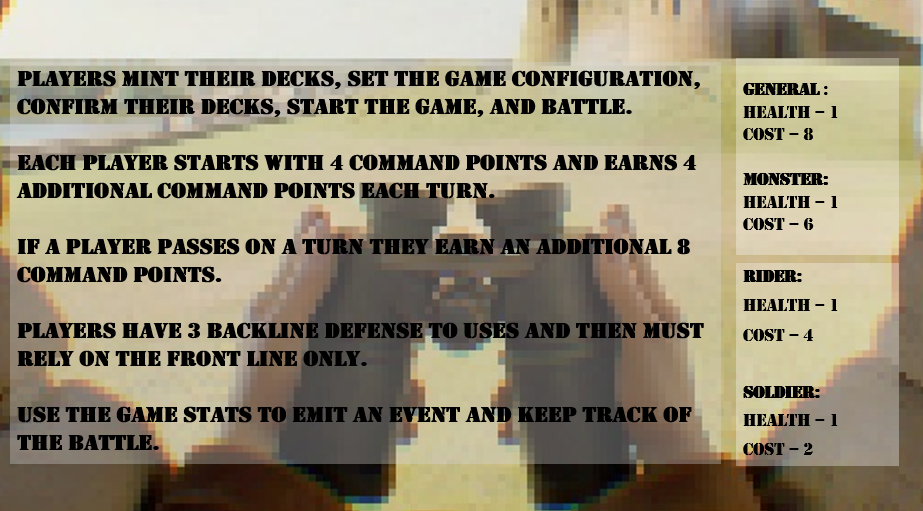 PLAYERS MINT THEIR DECKS, SET THE GAME CONFIGURATION,
CONFIRM THEIR DECKS, START THE GAME, AND BATTLE.
EACH PLAYER STARTS WITH 4 COMMAND POINTS AND EARNS 4
ADDITIONAL COMMAND POINTS EACH TURN.
IF A PLAYER PASSES ON A TURN THEY EARN AN ADDITIONAL 8
COMMAND POINTS.
PLAYERS HAVE 3 BACKLINE DEFENSE TO USES AND THEN MUST
RELY ON THE FRONT LINE ONLY.
USE THE GAME STATS TO EMIT AN EVENT AND KEEP TRACK OF
THE BATTLE.
GENERAL :
HEALTH – 1
COST – 8
MONSTER:
HEALTH – 1
COST – 6
RIDER:
HEALTH – 1
COST – 4
SOLDIER:
HEALTH – 1
COST – 2